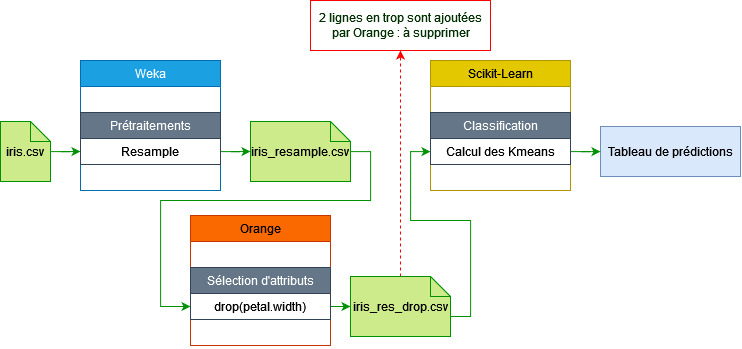 2 lignes en trop sont ajoutées
par Orange : à supprimer
Weka
Prétraitements
Resample
iris.csv
iris_resample.csv
Scikit-Learn
Classification
Calcul des Kmeans
Tableau de prédictions
Orange
Sélection d'attributs
drop(petal.width)
iris_res_drop.csv